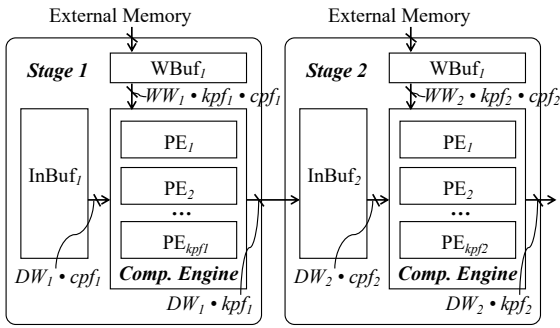 External Memory
External Memory
Stage 1
WBuf1
WW1 • kpf1 • cpf1
InBuf1
PE1
PE2
...
PEkpf1
Comp. Engine
DW1 • cpf1
DW1 • kpf1
Stage 2
WBuf1
WW2 • kpf2 • cpf2
InBuf2
PE1
PE2
...
PEkpf2
Comp. Engine
DW2 • cpf2
DW2 • kpf2